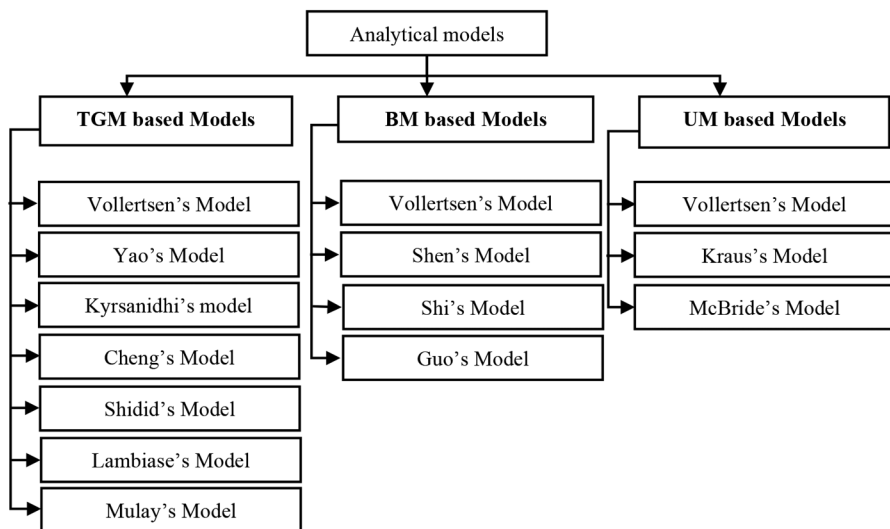 Analytical models
TGM based Models
BM based Models
UM based Models
Vollertsen’s Model
Yao’s Model
Kyrsanidhi’s model
Cheng’s Model
Shidid’s Model
Lambiase’s Model
Mulay’s Model
Vollertsen’s Model
Shen’s Model
Shi’s Model
Guo’s Model
Vollertsen’s Model
Kraus’s Model
McBride’s Model